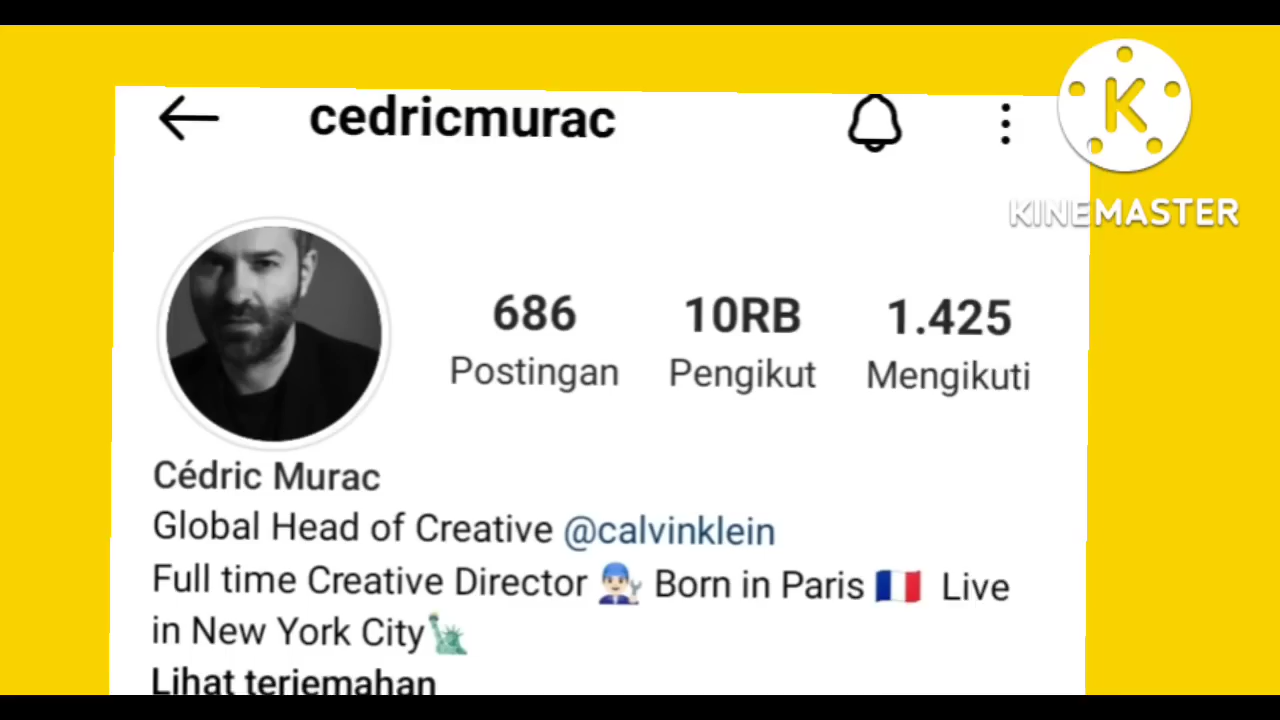 cedricmurac
K
KINEMASTER
686 10RB 1.425
Postingan Pengikut Mengikuti
Cédric Murac
Global Head of Creative @calvinklein
Full time Creative Director 👨🏻‍🔧 Born in Paris 🇫🇷 Live
in New York City🗽
Lihat terjemahan